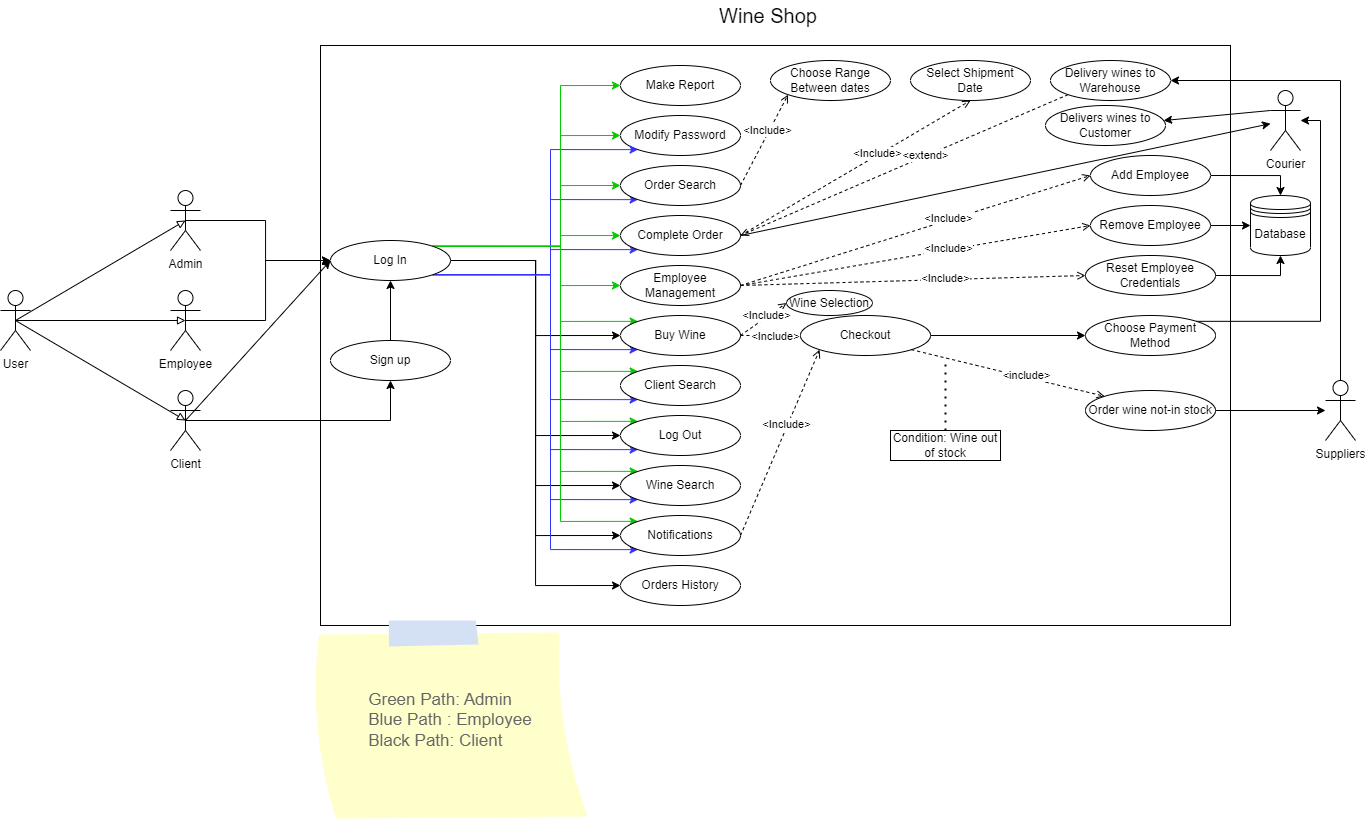 Wine Shop
Make Report
Choose Range
Between dates
Select Shipment
Date
Delivery wines to
Warehouse
Delivers wines to
Customer
Courier
Modify Password
<Include>
Order Search
<Include>
<extend>
Add Employee
Admin
Complete Order
<Include>
Remove Employee
Database
Log In
<Include>
Employee
Management
<Include>
Reset Employee
Credentials
User
Employee
Wine Selection
<Include>
Buy Wine
<Include>
Checkout
Choose Payment
Method
Sign up
Client Search
<include>
Order wine not-in stock
Suppliers
Client
Log Out
<Include>
Condition: Wine out
of stock
Wine Search
Notifications
Orders History
Green Path: Admin
Blue Path : Employee
Black Path: Client